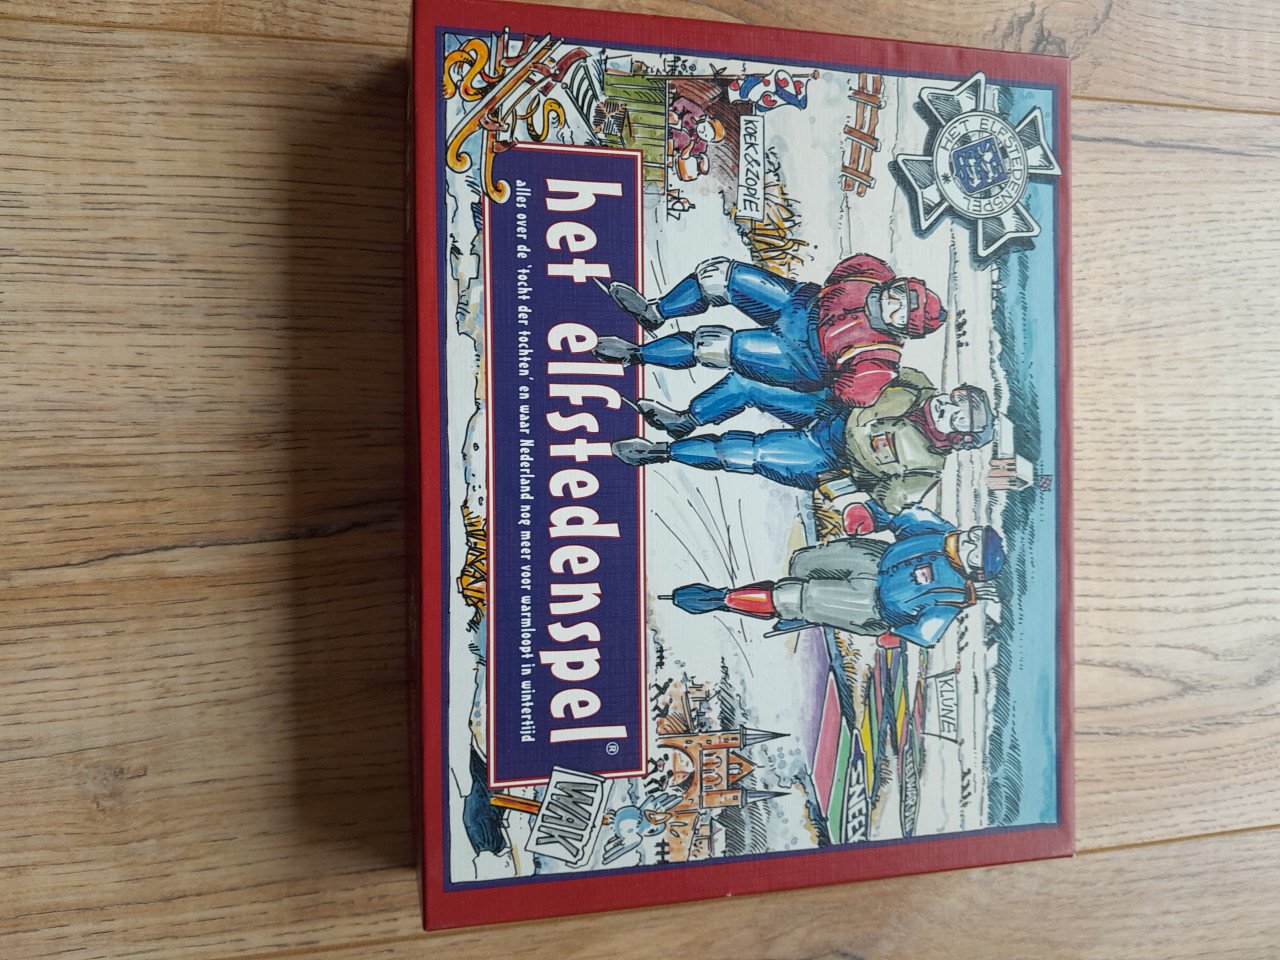 HET ELFSTEDENSPEL *
KOEK & ZOPIE
KLUNE!
SNEEK
het elfstedenspel®
alles over de 'tocht der tochten' en waar Nederland nog meer voor warmloopt in wintertijd
WAK